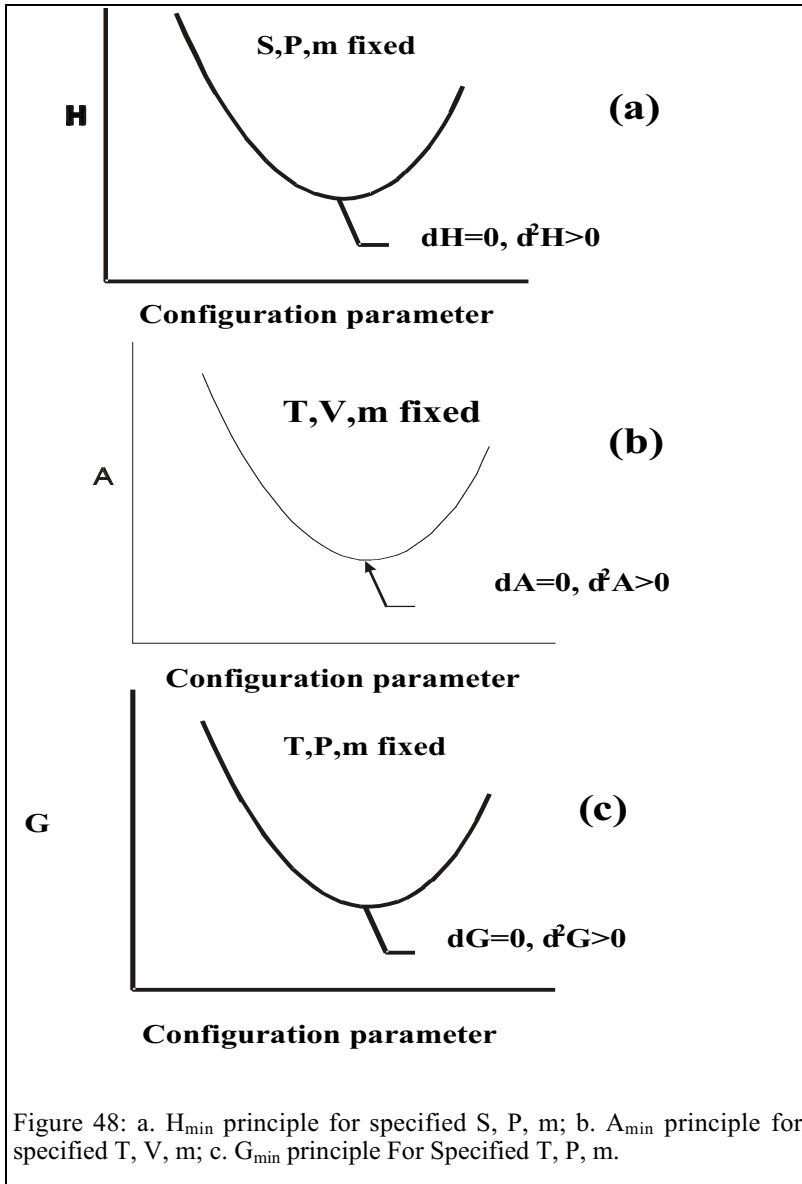 S,P,m fixed
(a)
H
dH=0, d²H>0
Configuration parameter
T,V,m fixed
(b)
A
dA=0, d²A>0
Configuration parameter
T,P,m fixed
(c)
G
dG=0, d²G>0
Configuration parameter
Figure 48: a. Hmin principle for specified S, P, m; b. Amin principle for
specified T, V, m; c. Gmin principle For Specified T, P, m.